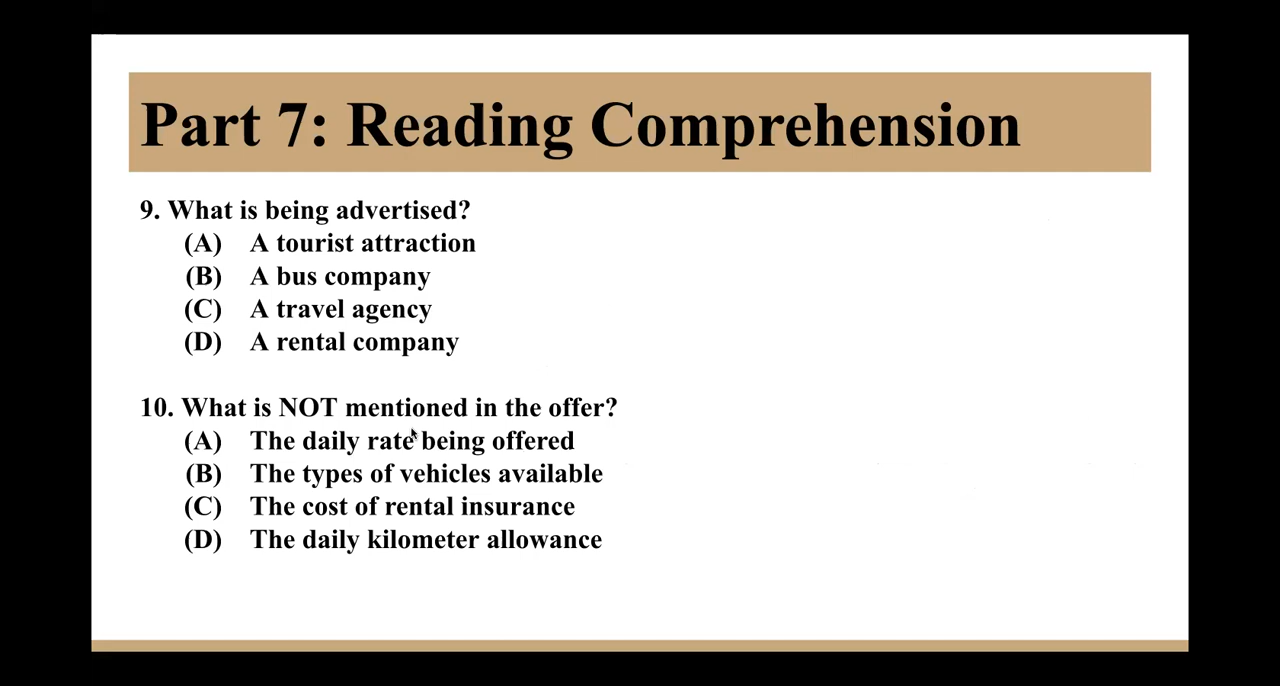 Part 7: Reading Comprehension
9. What is being advertised?
(A) A tourist attraction
(B) A bus company
(C) A travel agency
(D) A rental company
10. What is NOT mentioned in the offer?
(A) The daily rate being offered
(B) The types of vehicles available
(C) The cost of rental insurance
(D) The daily kilometer allowance